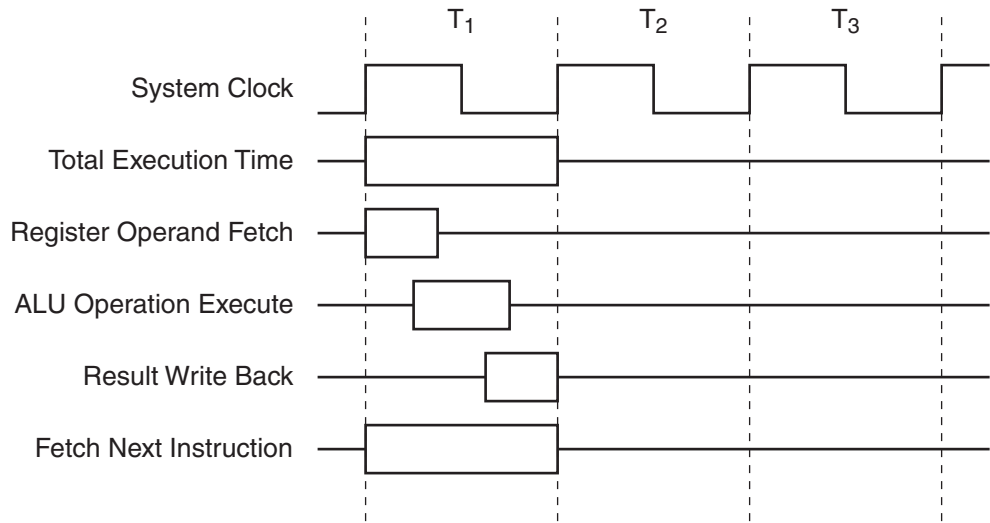 T₁ T₂ T₃
System Clock
Total Execution Time
Register Operand Fetch
ALU Operation Execute
Result Write Back
Fetch Next Instruction